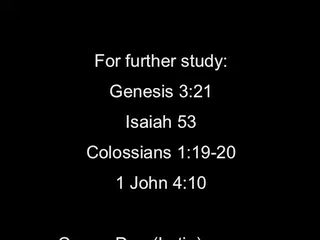 For further study:
Genesis 3:21
Isaiah 53
Colossians 1:19-20
1 John 4:10